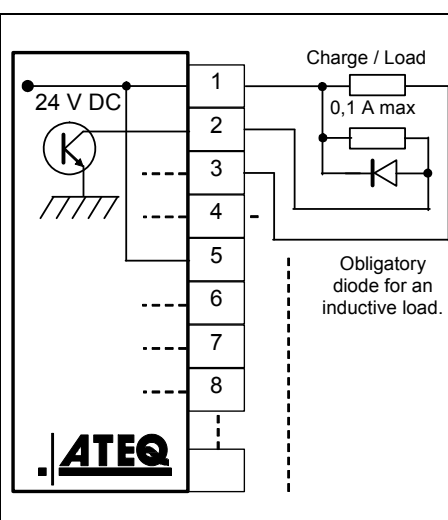 Charge / Load
24 V DC
0,1 A max
1
2
3
4
5
6
7
8
Obligatory
diode for an
inductive load.
ATEQ